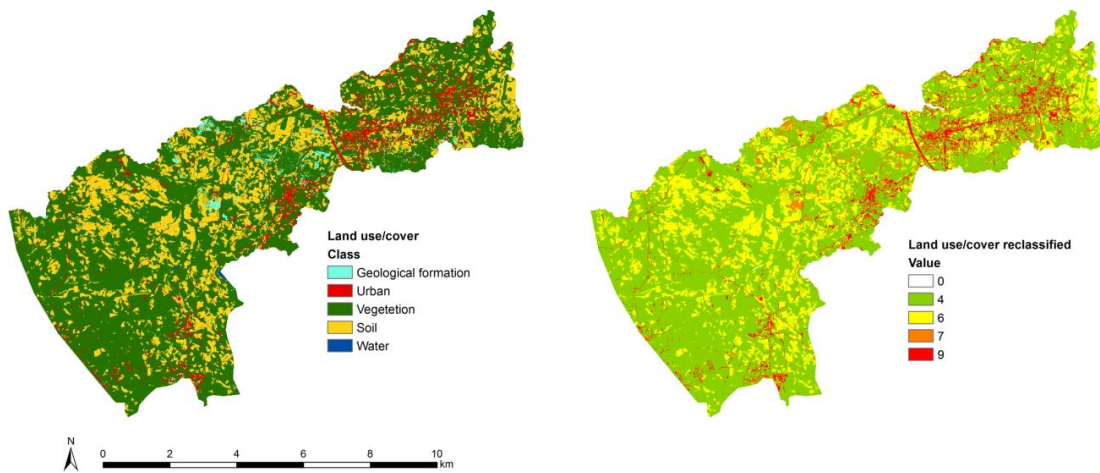 Land use/cover
Class
Geological formation
Urban
Vegetetion
Soil
Water
Land use/cover reclassified
Value
0
4
6
7
9
N
0 2 4 6 8 10
km